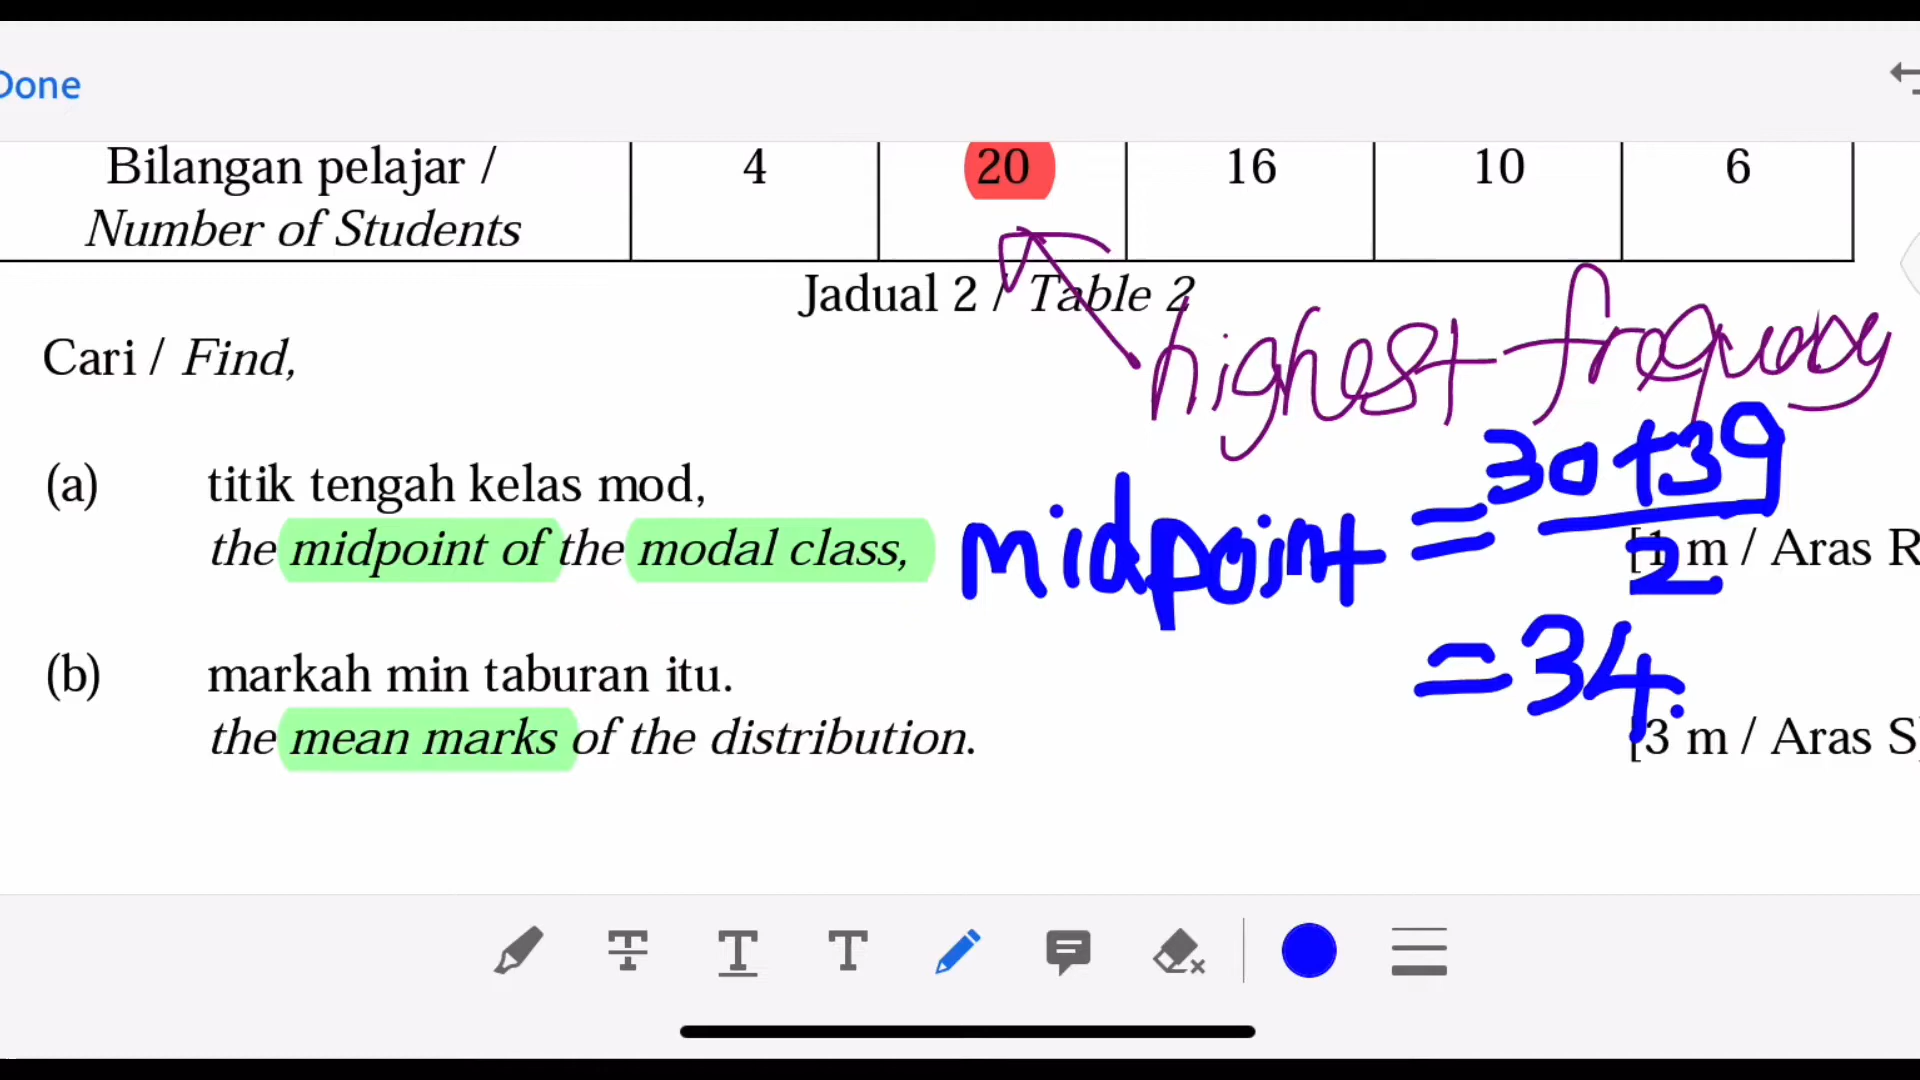 Done
Bilangan pelajar / 4 20 16 10 6
Number of Students
Jadual 2 / Table 2
Cari / Find,
highest frequency
(a) titik tengah kelas mod,
the midpoint of the modal class,
midpoint = 30+39
2
[1 m / Aras R
= 34.
(b) markah min taburan itu.
the mean marks of the distribution.
[3 m / Aras S]